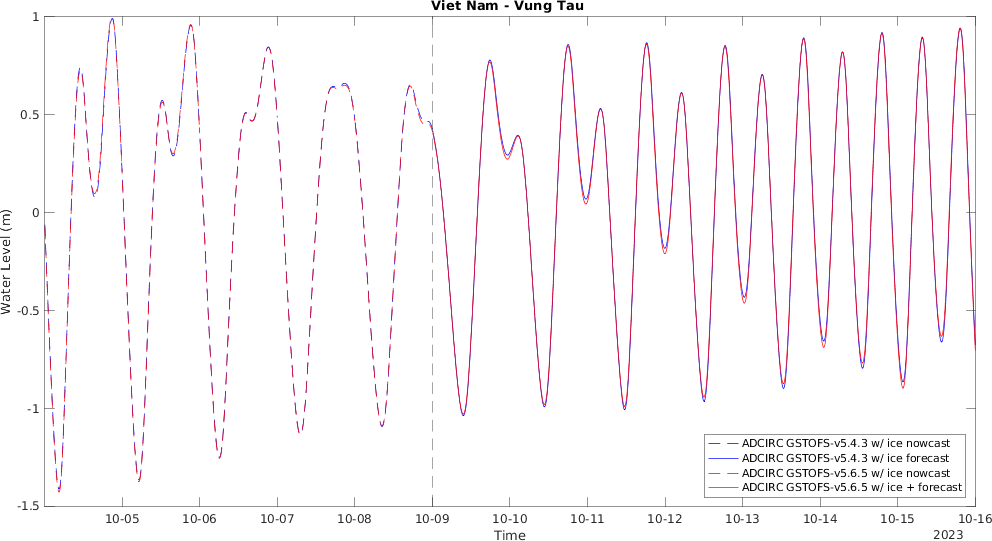 Viet Nam - Vung Tau
1
0.5
0
-0.5
-1
-1.5
Water Level (m)
10-05 10-06 10-07 10-08 10-09 10-10 10-11 10-12 10-13 10-14 10-15 10-16
Time
2023
ADCIRC GSTOFS-v5.4.3 w/ ice nowcast
ADCIRC GSTOFS-v5.4.3 w/ ice forecast
ADCIRC GSTOFS-v5.6.5 w/ ice nowcast
ADCIRC GSTOFS-v5.6.5 w/ ice + forecast